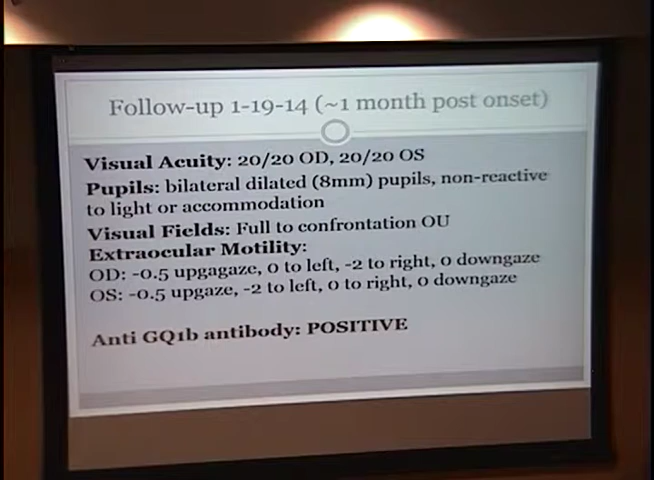 Follow-up 1-19-14 (~1 month post onset)
Visual Acuity: 20/20 OD, 20/20 OS
Pupils: bilateral dilated (8mm) pupils, non-reactive
to light or accommodation
Visual Fields: Full to confrontation OU
Extraocular Motility:
OD: -0.5 upgagaze, 0 to left, -2 to right, 0 downgaze
OS: -0.5 upgaze, -2 to left, 0 to right, 0 downgaze
Anti GQ1b antibody: POSITIVE